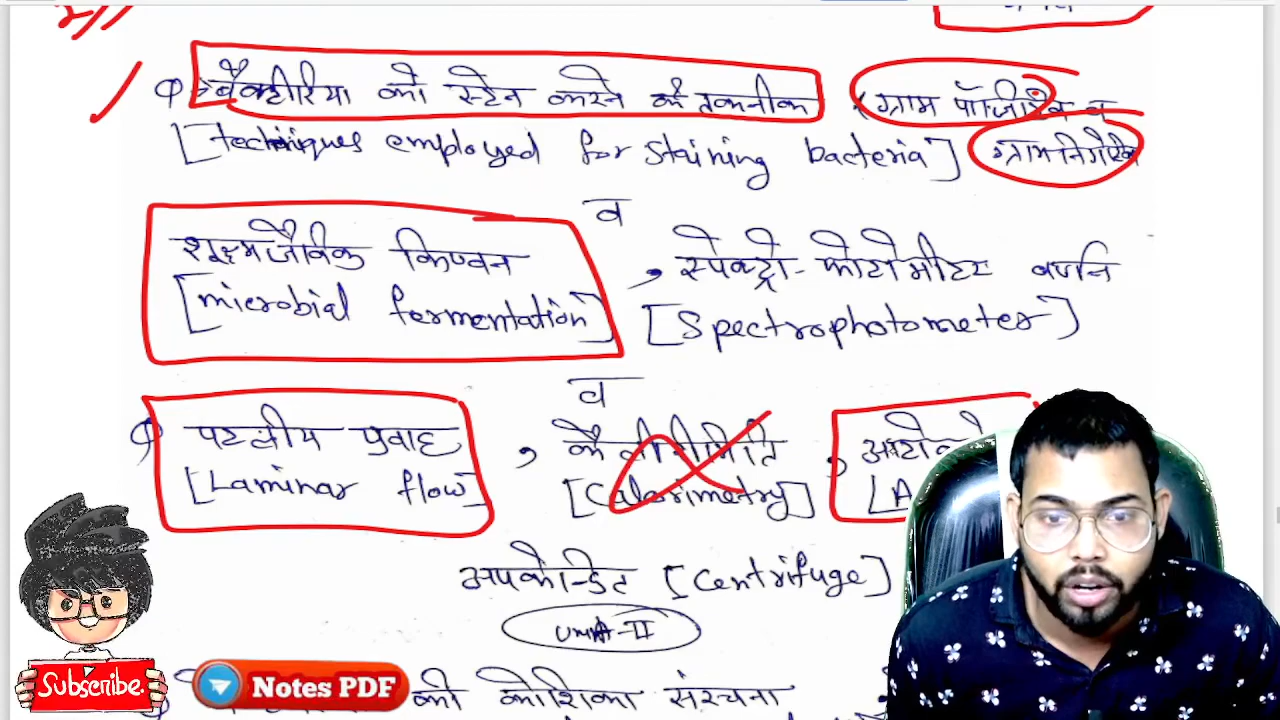 बैक्टीरिया को स्टेन करने के तकनीक (ग्राम पॉजिटिव व
[techniques employed for staining bacteria] ग्रामनिगेटिव
व
शूक्ष्मजैविक किण्वन , स्पेक्ट्रो-फोटोमीटर वर्णन
[microbial fermentation] [Spectrophotometer]
व
पटलीय प्रवाह ,
[Laminar flow] [Calorimetry] , [A
अपकेन्द्रित [Centrifuge]
Unit-II
की कोशिका संरचना
Subscribe.
Notes PDF